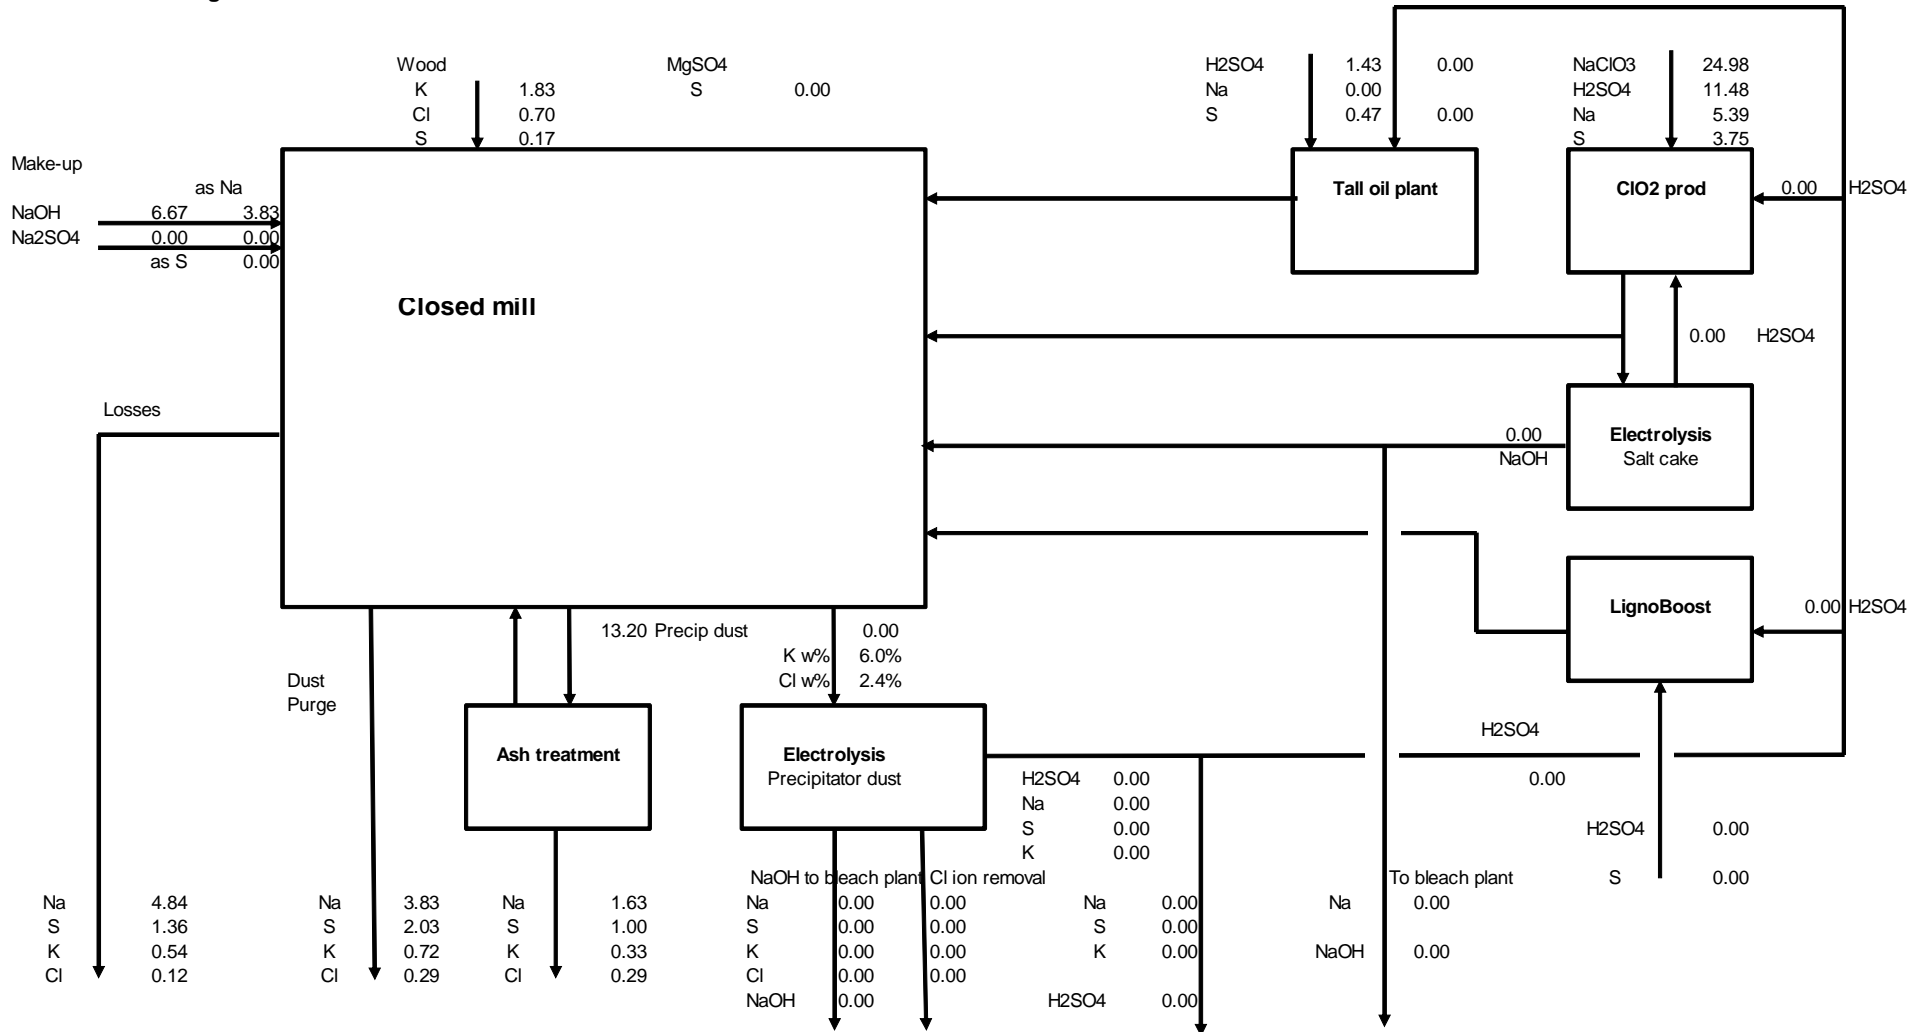 Wood MgSO4 H2SO4 1.43 0.00 NaClO3 24.98
K 1.83 S 0.00 Na 0.00 H2SO4 11.48
Cl 0.70 S 0.47 0.00 Na 5.39
S 0.17 S 3.75
Make-up
as Na Tall oil plant ClO2 prod 0.00 H2SO4
NaOH 6.67 3.83
Na2SO4 0.00 0.00
as S 0.00
Closed mill
0.00 H2SO4
Losses
0.00 Electrolysis
NaOH Salt cake
LignoBoost 0.00 H2SO4
13.20 Precip dust 0.00
K w% 6.0%
Cl w% 2.4%
Dust
Purge
H2SO4
Ash treatment Electrolysis
Precipitator dust H2SO4 0.00 0.00
Na 0.00
S 0.00 H2SO4 0.00
K 0.00
NaOH to bleach plant Cl ion removal To bleach plant S 0.00
Na 4.84 Na 3.83 Na 1.63 Na 0.00 0.00 Na 0.00 Na 0.00
S 1.36 S 2.03 S 1.00 S 0.00 0.00 S 0.00
K 0.54 K 0.72 K 0.33 K 0.00 0.00 K 0.00 NaOH 0.00
Cl 0.12 Cl 0.29 Cl 0.29 Cl 0.00 0.00
NaOH 0.00 H2SO4 0.00